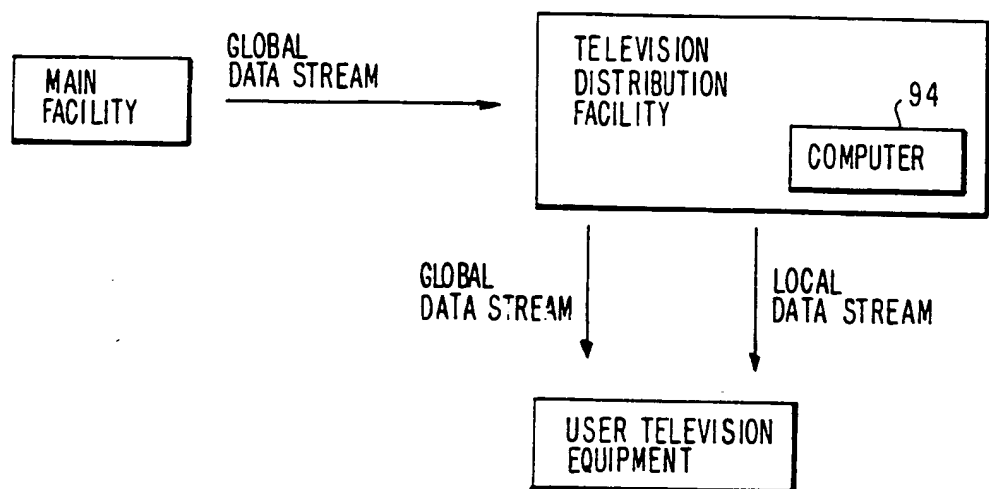 MAIN
FACILITY
GLOBAL
DATA STREAM
TELEVISION
DISTRIBUTION
FACILITY
94
COMPUTER
GLOBAL
DATA STREAM
LOCAL
DATA STREAM
USER TELEVISION
EQUIPMENT